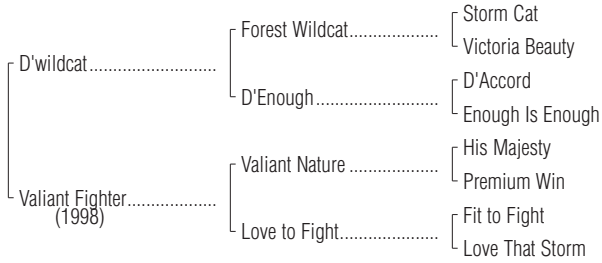 Storm Cat
Forest Wildcat....................
Victoria Beauty
D'wildcat...........................
D'Accord
D'Enough...........................
Enough Is Enough
His Majesty
Valiant Nature ...................
Premium Win
Valiant Fighter...................
(1998)
Fit to Fight
Love to Fight.....................
Love That Storm